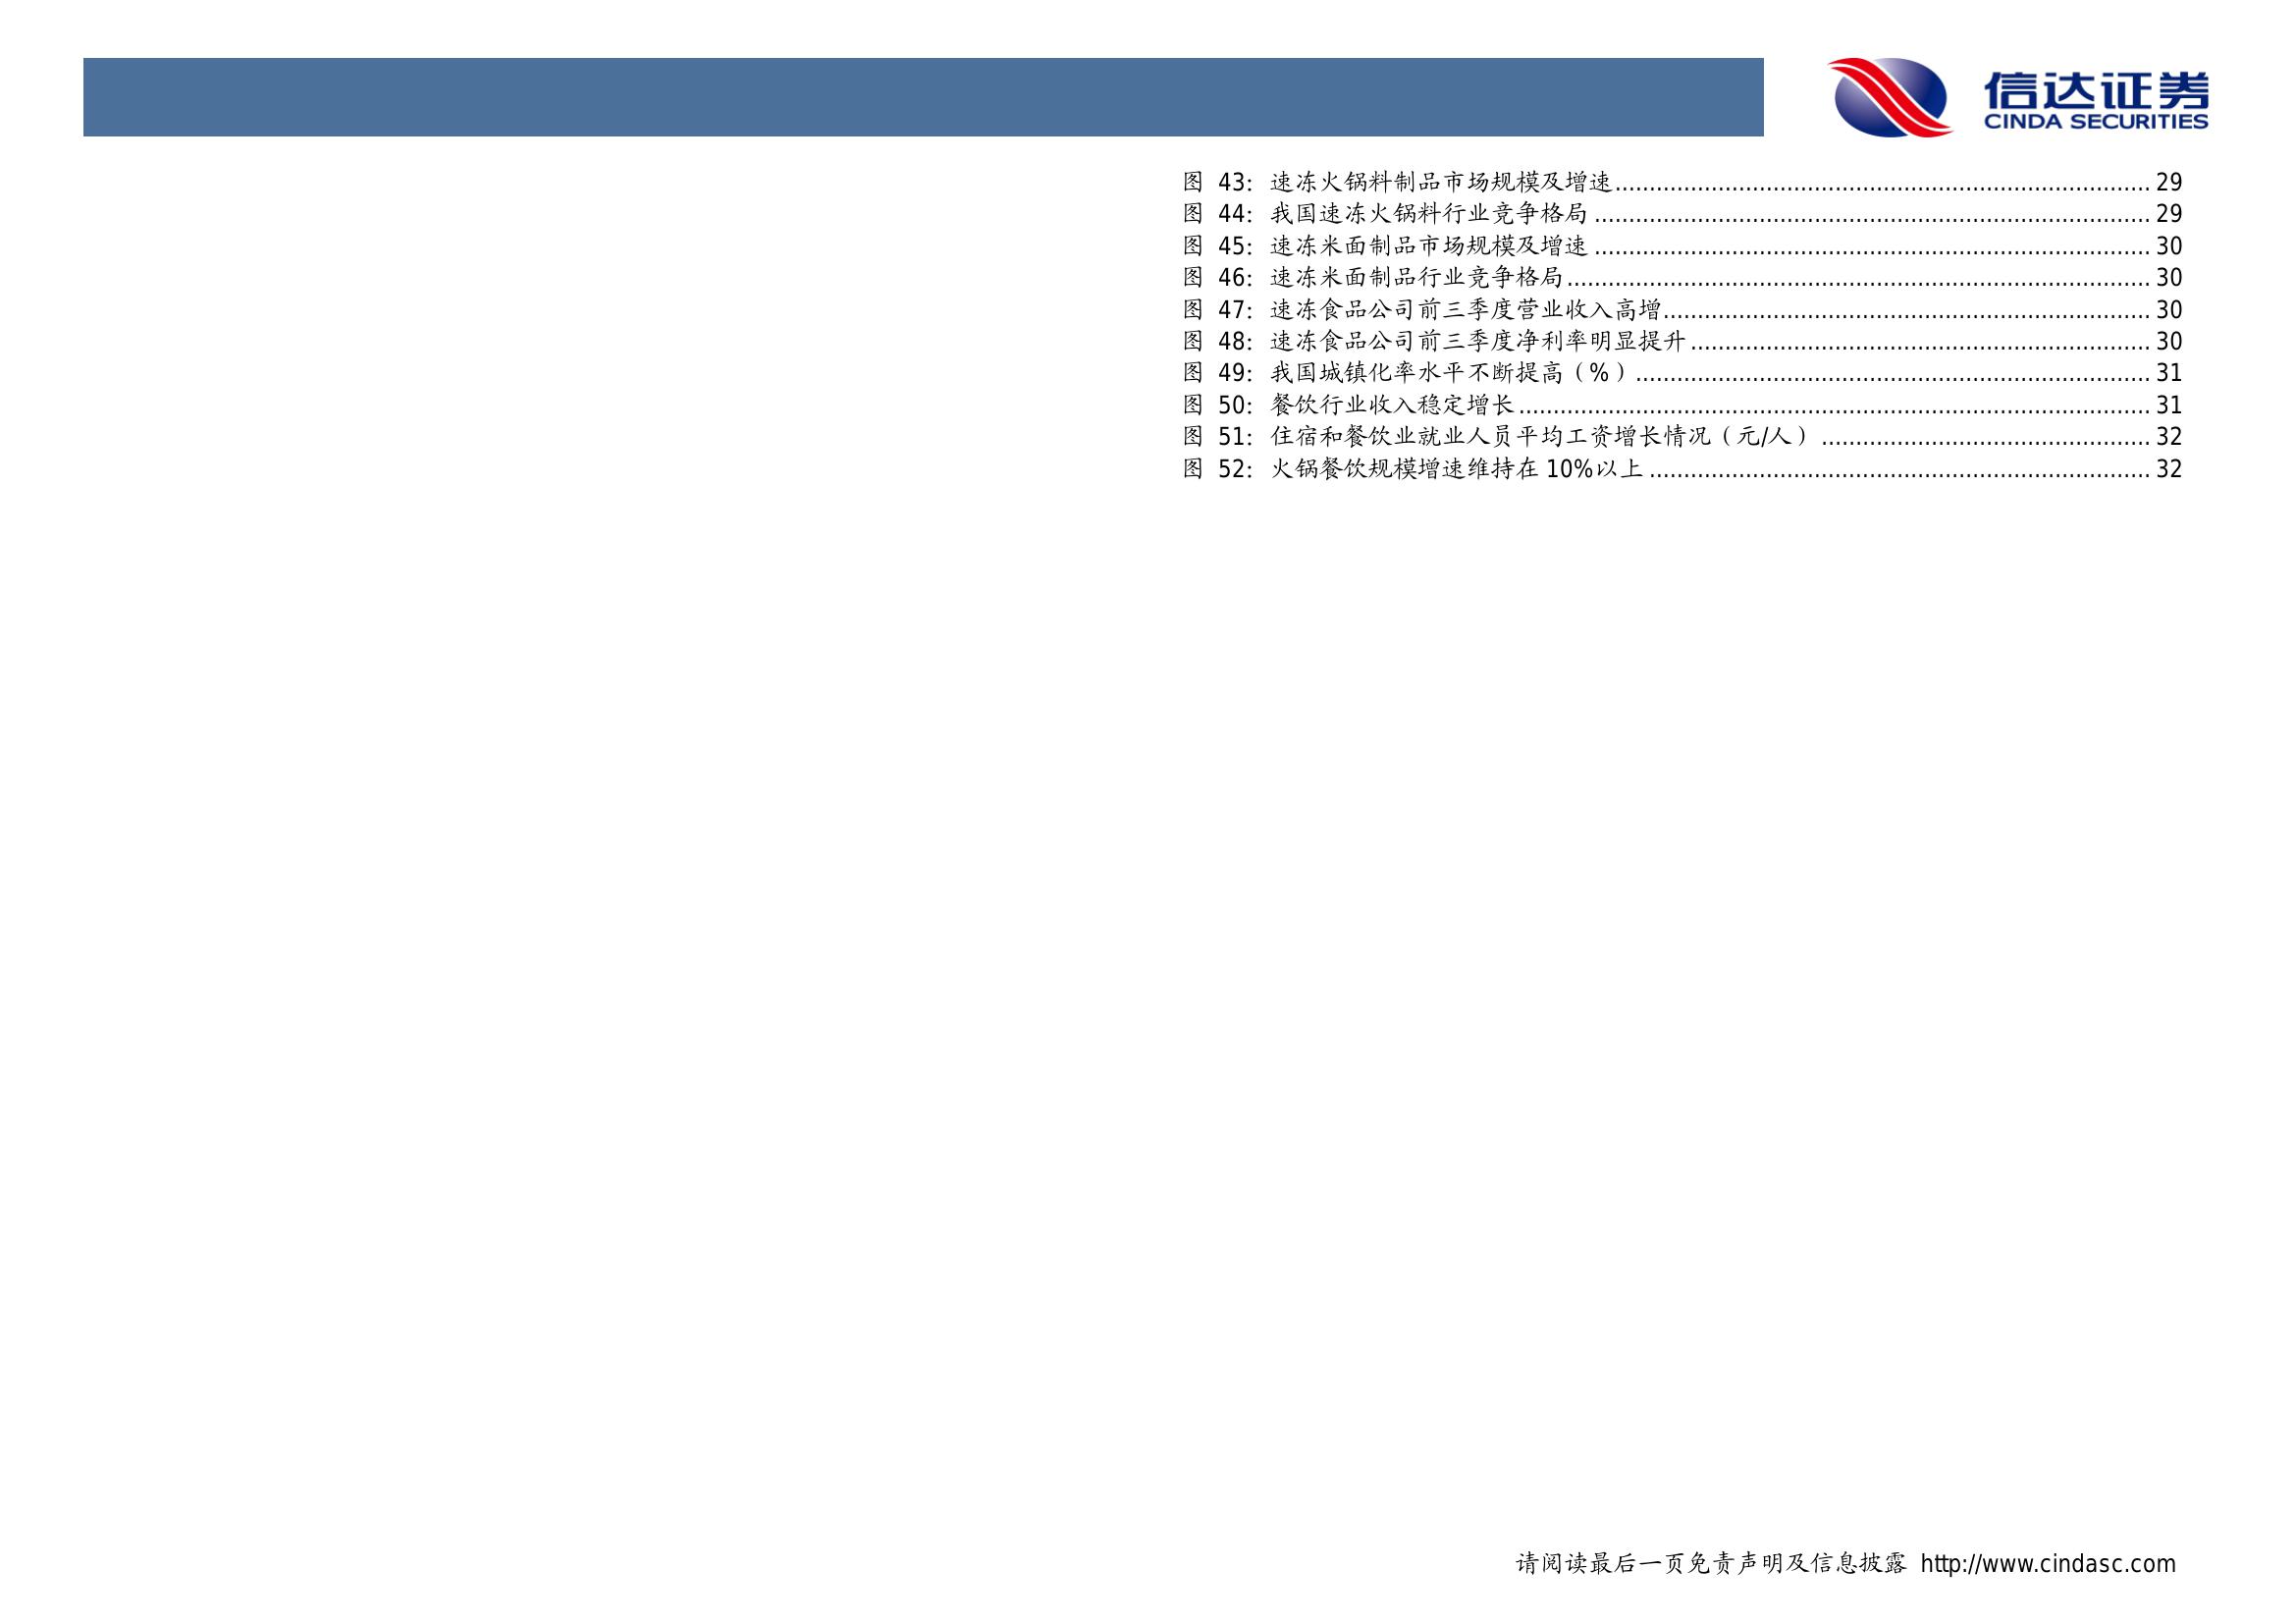 信达证券
CINDA SECURITIES
图 43：速冻火锅料制品市场规模及增速 29
图 44：我国速冻火锅料行业竞争格局 29
图 45：速冻米面制品市场规模及增速 30
图 46：速冻米面制品行业竞争格局 30
图 47：速冻食品公司前三季度营业收入高增 30
图 48：速冻食品公司前三季度净利率明显提升 30
图 49：我国城镇化率水平不断提高（%） 31
图 50：餐饮行业收入稳定增长 31
图 51：住宿和餐饮业就业人员平均工资增长情况（元/人） 32
图 52：火锅餐饮规模增速维持在 10%以上 32
请阅读最后一页免责声明及信息披露 http://www.cindasc.com